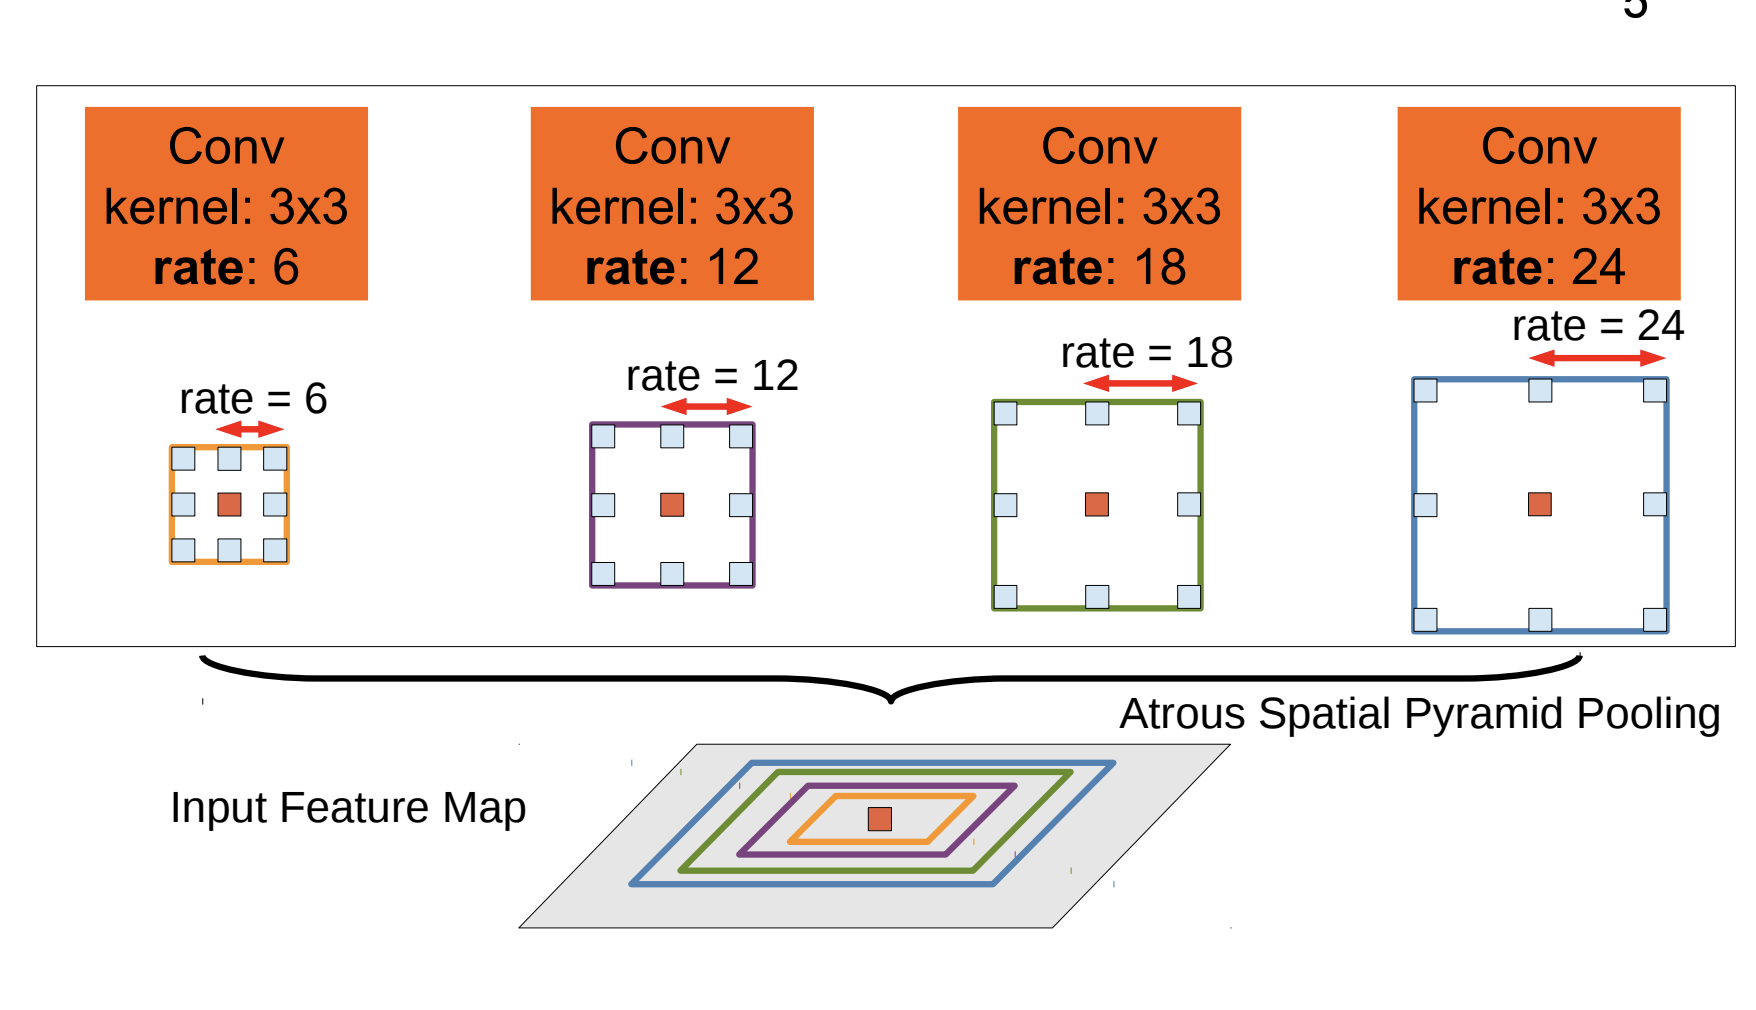 5
Conv
kernel: 3x3
rate: 6
Conv
kernel: 3x3
rate: 12
Conv
kernel: 3x3
rate: 18
Conv
kernel: 3x3
rate: 24
rate = 6
rate = 12
rate = 18
rate = 24
Atrous Spatial Pyramid Pooling
Input Feature Map